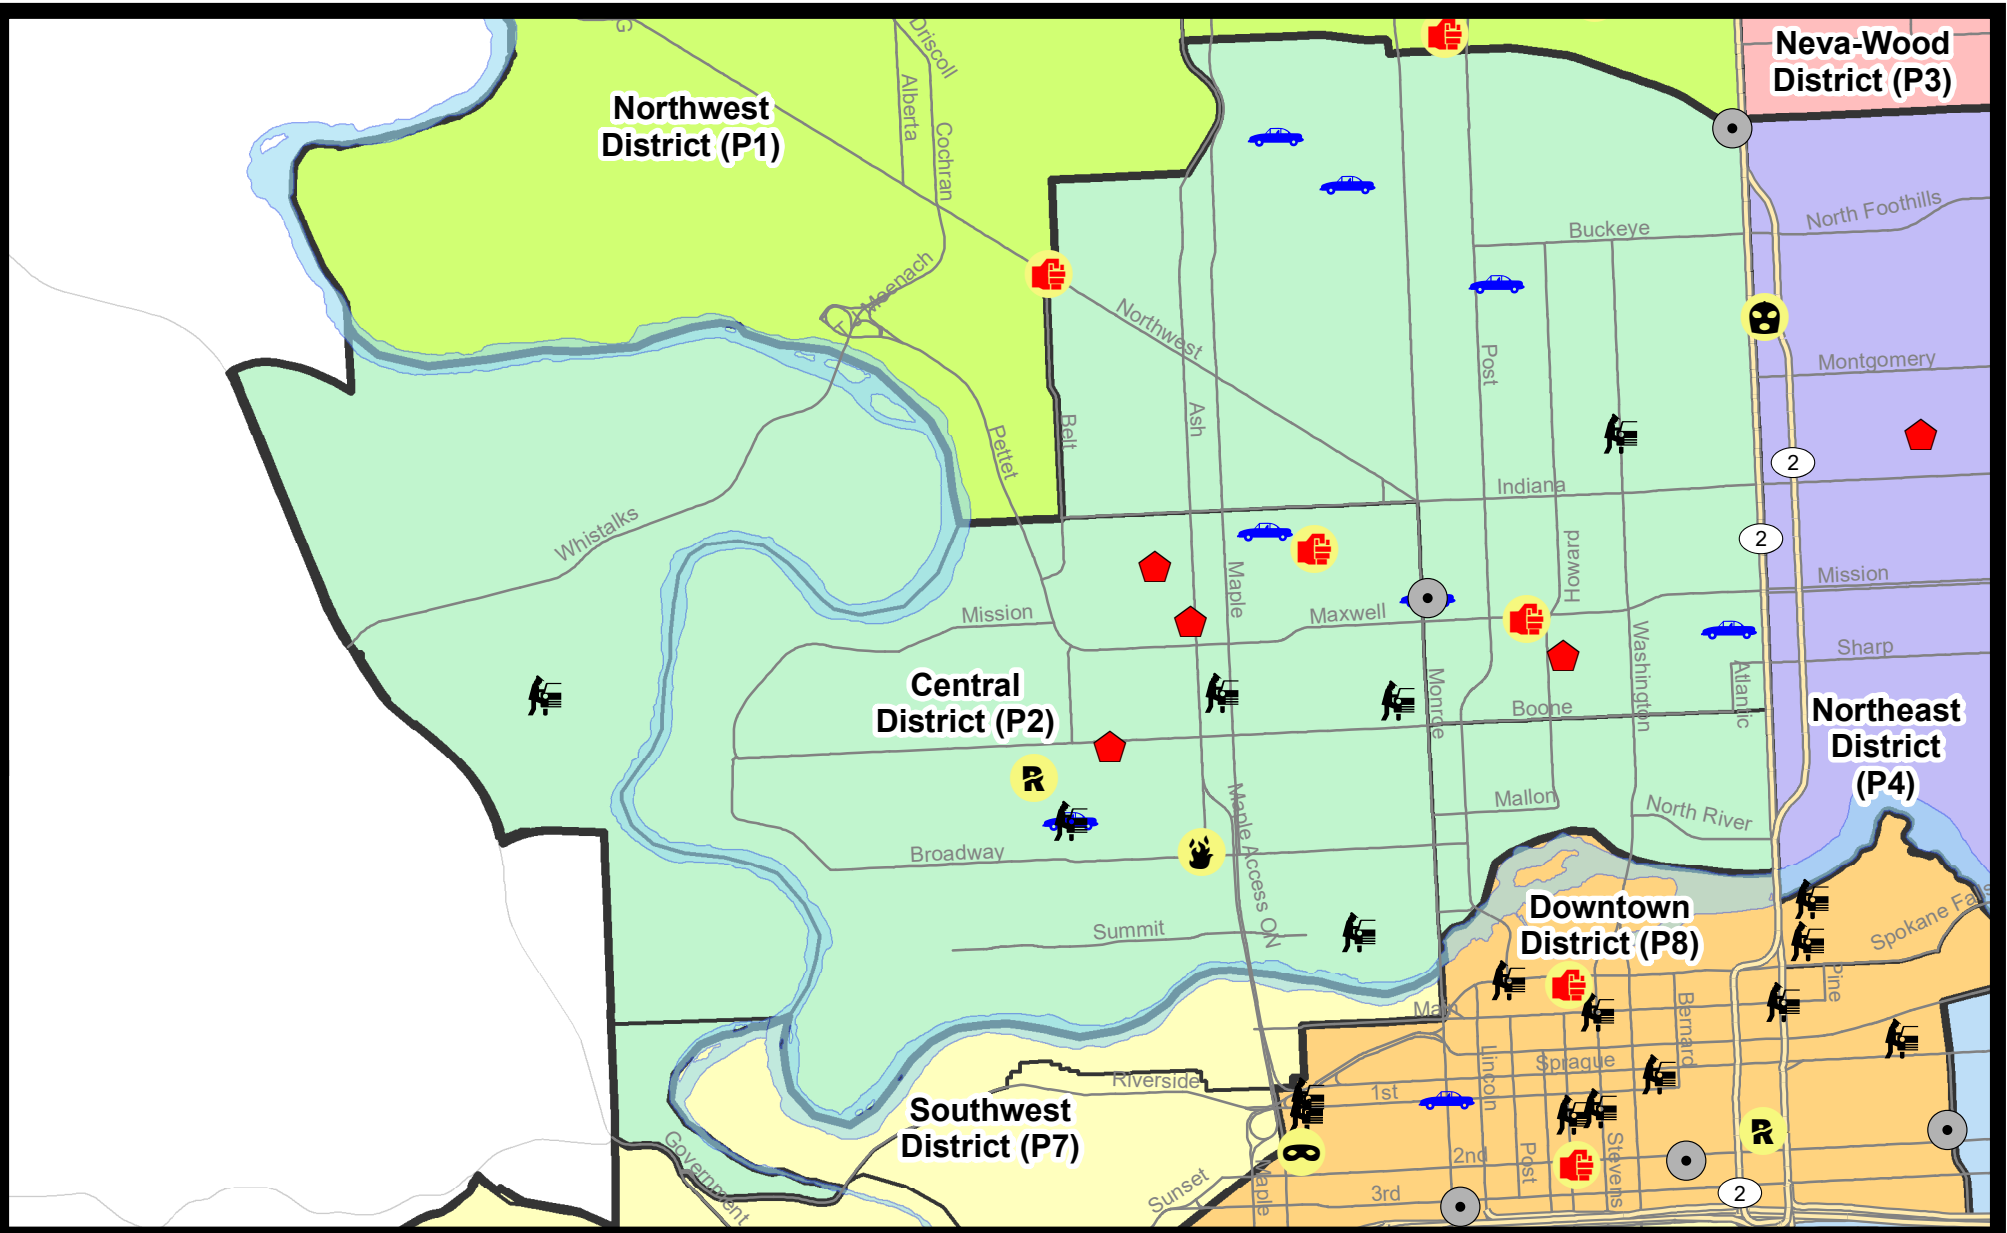 G
Driscoll
Neva-Wood
District (P3)
Northwest
District (P1)
Alberta
Cochran
North Foothills
Buckeye
T J Meenach
Northwest
Post
Montgomery
Ash
Belt
Pettet
2
Indiana
Whistalks
Howard
2
Mission
Maple
Mission
Maxwell
Washington
Sharp
Atlantic
Central
District (P2)
Monroe
Boone
Northeast
District
(P4)
Maple Access ON
Mallon
North River
Broadway
Downtown
District (P8)
Summit
Spokane Fa
Pine
Bernard
Main
Lincoln
Sprague
Riverside
1st
Southwest
District (P7)
Government
R
R
2nd
Post
Stevens
Maple
Sunset
3rd
2